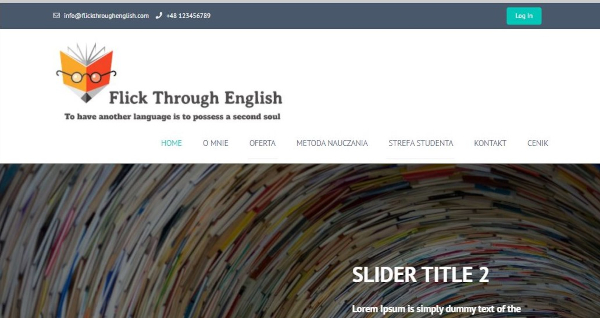 info@flickthroughenglish.com +48 123456789 Log In
Flick Through English
To have another language is to possess a second soul
HOME O MNIE OFERTA METODA NAUCZANIA STREFA STUDENTA KONTAKT CENIK
SLIDER TITLE 2
Lorem Ipsum is simply dummy text of the